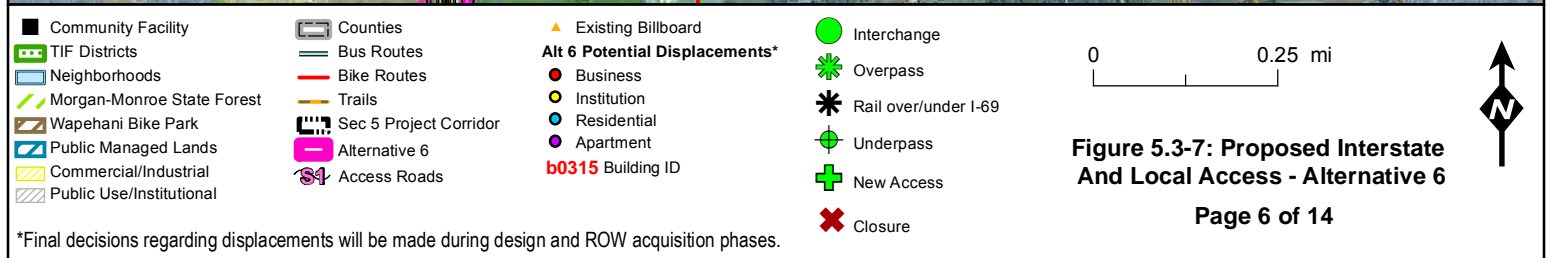 Community Facility
TIF Districts
Neighborhoods
Morgan-Monroe State Forest
Wapehani Bike Park
Public Managed Lands
Commercial/Industrial
Public Use/Institutional
Counties
Bus Routes
Bike Routes
Trails
Sec 5 Project Corridor
Alternative 6
S1 Access Roads
Existing Billboard
Alt 6 Potential Displacements*
Business
Institution
Residential
Apartment
b0315 Building ID
Interchange
Overpass
Rail over/under I-69
Underpass
New Access
Closure
0 0.25 mi
N
Figure 5.3-7: Proposed Interstate
And Local Access - Alternative 6
Page 6 of 14
*Final decisions regarding displacements will be made during design and ROW acquisition phases.